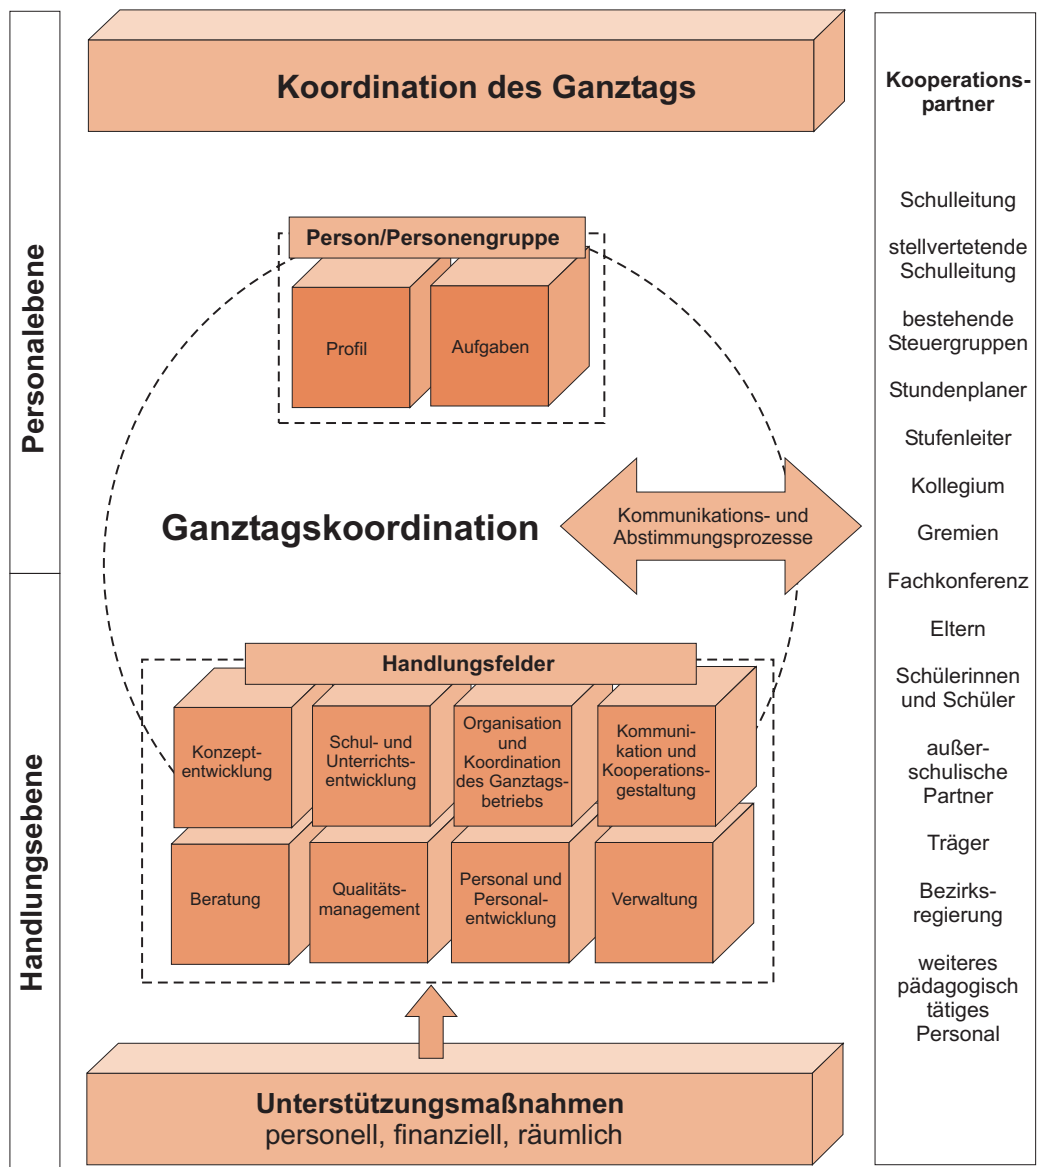 Koordination des Ganztags
Personalebene
Person/Personengruppe
Profil
Aufgaben
Ganztagskoordination
Kommunikations- und
Abstimmungsprozesse
Handlungsebene
Handlungsfelder
Konzept-
entwicklung
Schul- und
Unterrichts-
entwicklung
Organisation
und
Koordination
des Ganztags-
betriebs
Kommuni-
kation und
Kooperations-
gestaltung
Beratung
Qualitäts-
management
Personal und
Personal-
entwicklung
Verwaltung
Unterstützungsmaßnahmen
personell, finanziell, räumlich
Kooperations-
partner
Schulleitung
stellvertetende
Schulleitung
bestehende
Steuergruppen
Stundenplaner
Stufenleiter
Kollegium
Gremien
Fachkonferenz
Eltern
Schülerinnen
und Schüler
außer-
schulische
Partner
Träger
Bezirks-
regierung
weiteres
pädagogisch
tätiges
Personal